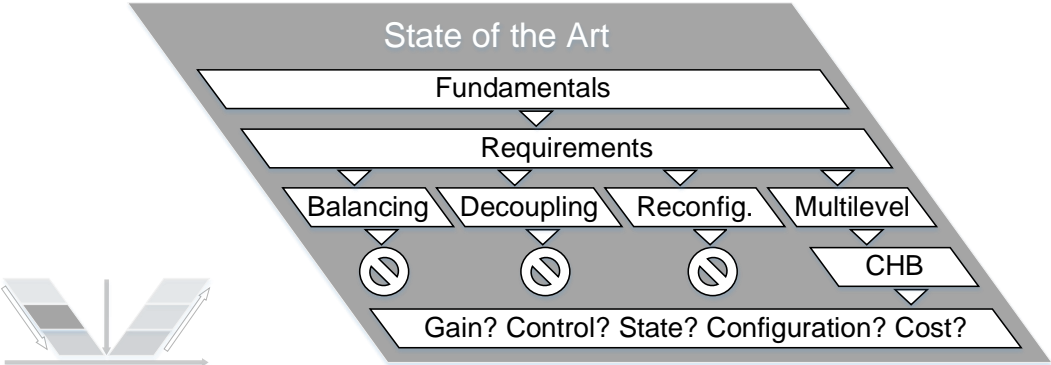 State of the Art
Fundamentals
Requirements
Balancing Decoupling Reconfig. Multilevel
CHB
Gain? Control? State? Configuration? Cost?